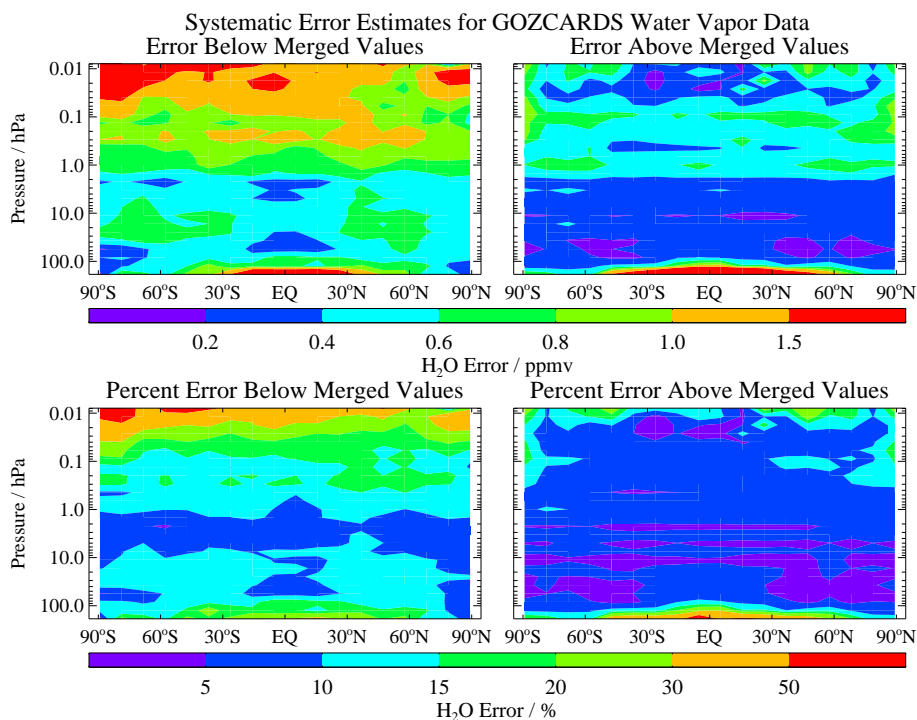 Systematic Error Estimates for GOZCARDS Water Vapor Data
Error Below Merged Values
Error Above Merged Values
Pressure / hPa
0.01
0.1
1.0
10.0
100.0
90°S 60°S 30°S EQ 30°N 60°N 90°N
90°S 60°S 30°S EQ 30°N 60°N 90°N
0.2 0.4 0.6 0.8 1.0 1.5
H₂O Error / ppmv
Percent Error Below Merged Values
Percent Error Above Merged Values
Pressure / hPa
0.01
0.1
1.0
10.0
100.0
90°S 60°S 30°S EQ 30°N 60°N 90°N
90°S 60°S 30°S EQ 30°N 60°N 90°N
5 10 15 20 30 50
H₂O Error / %